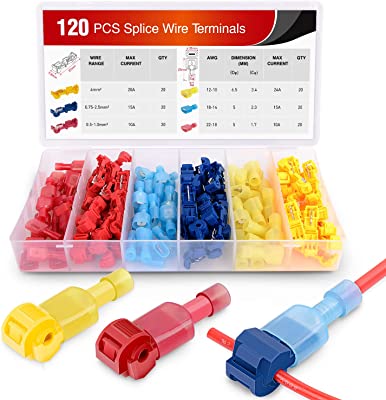 120 PCS Splice Wire Terminals
WIRE RANGE MAX CURRENT QTY AWG DIMENSION (MM) MAX CURRENT QTY
(Dφ) (Cφ)
4mm² 20A 20 12-10 6.5 3.4 24A 20
0.75-2.5mm² 15A 20 16-14 5 2.3 15A 20
0.5-1.0mm² 10A 20 22-18 5 1.7 10A 20